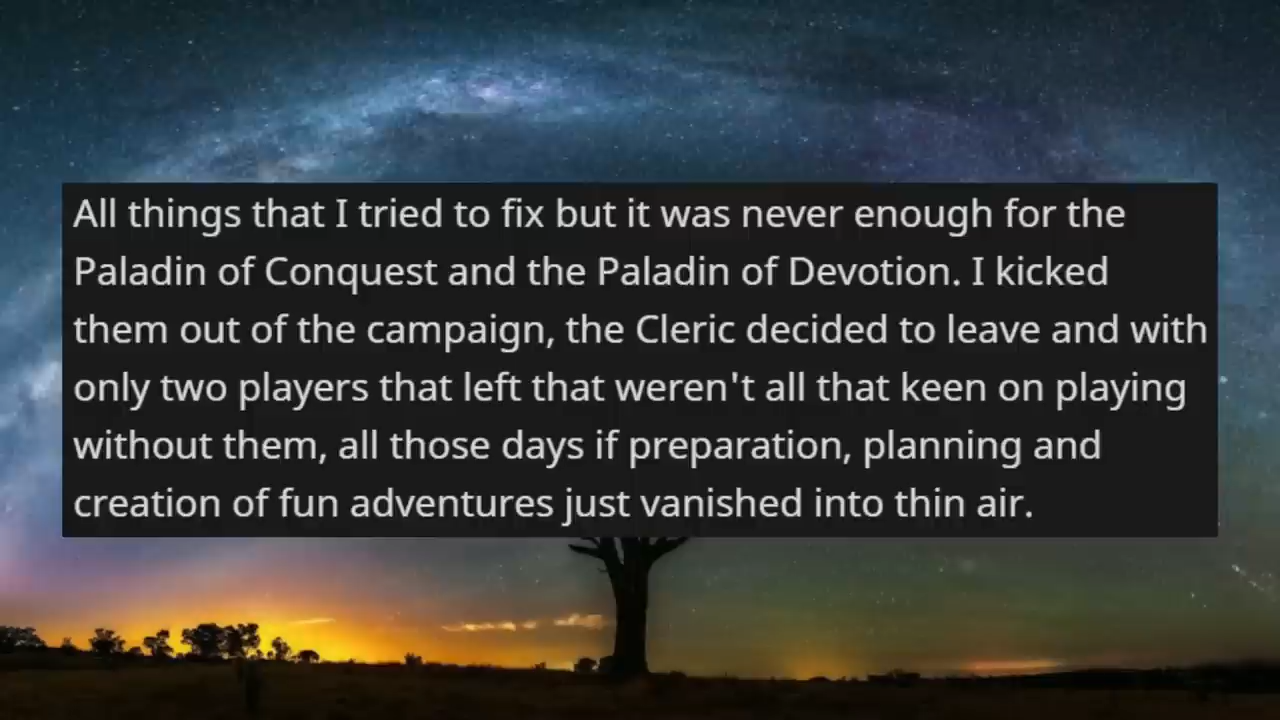 All things that I tried to fix but it was never enough for the
Paladin of Conquest and the Paladin of Devotion. I kicked
them out of the campaign, the Cleric decided to leave and with
only two players that left that weren't all that keen on playing
without them, all those days if preparation, planning and
creation of fun adventures just vanished into thin air.